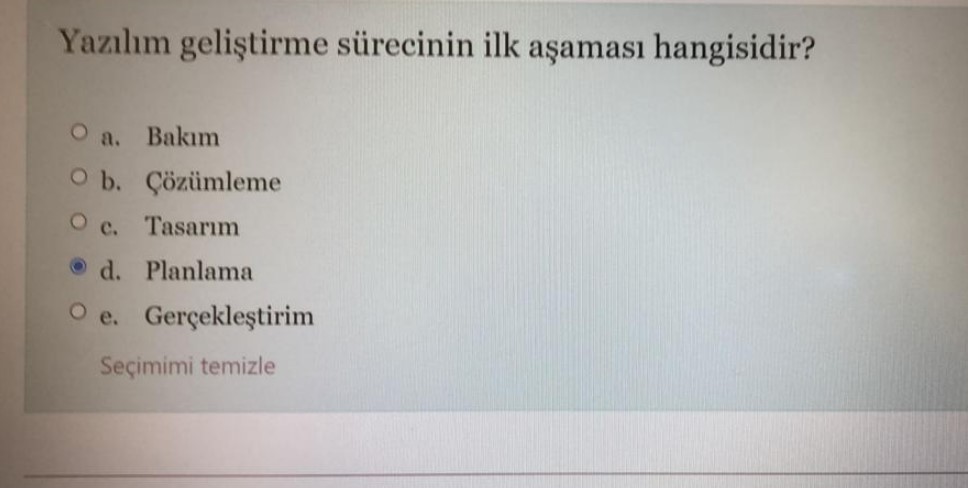 Yazılım geliştirme sürecinin ilk aşaması hangisidir?
a. Bakım
b. Çözümleme
c. Tasarım
d. Planlama
e. Gerçekleştirim
Seçimimi temizle